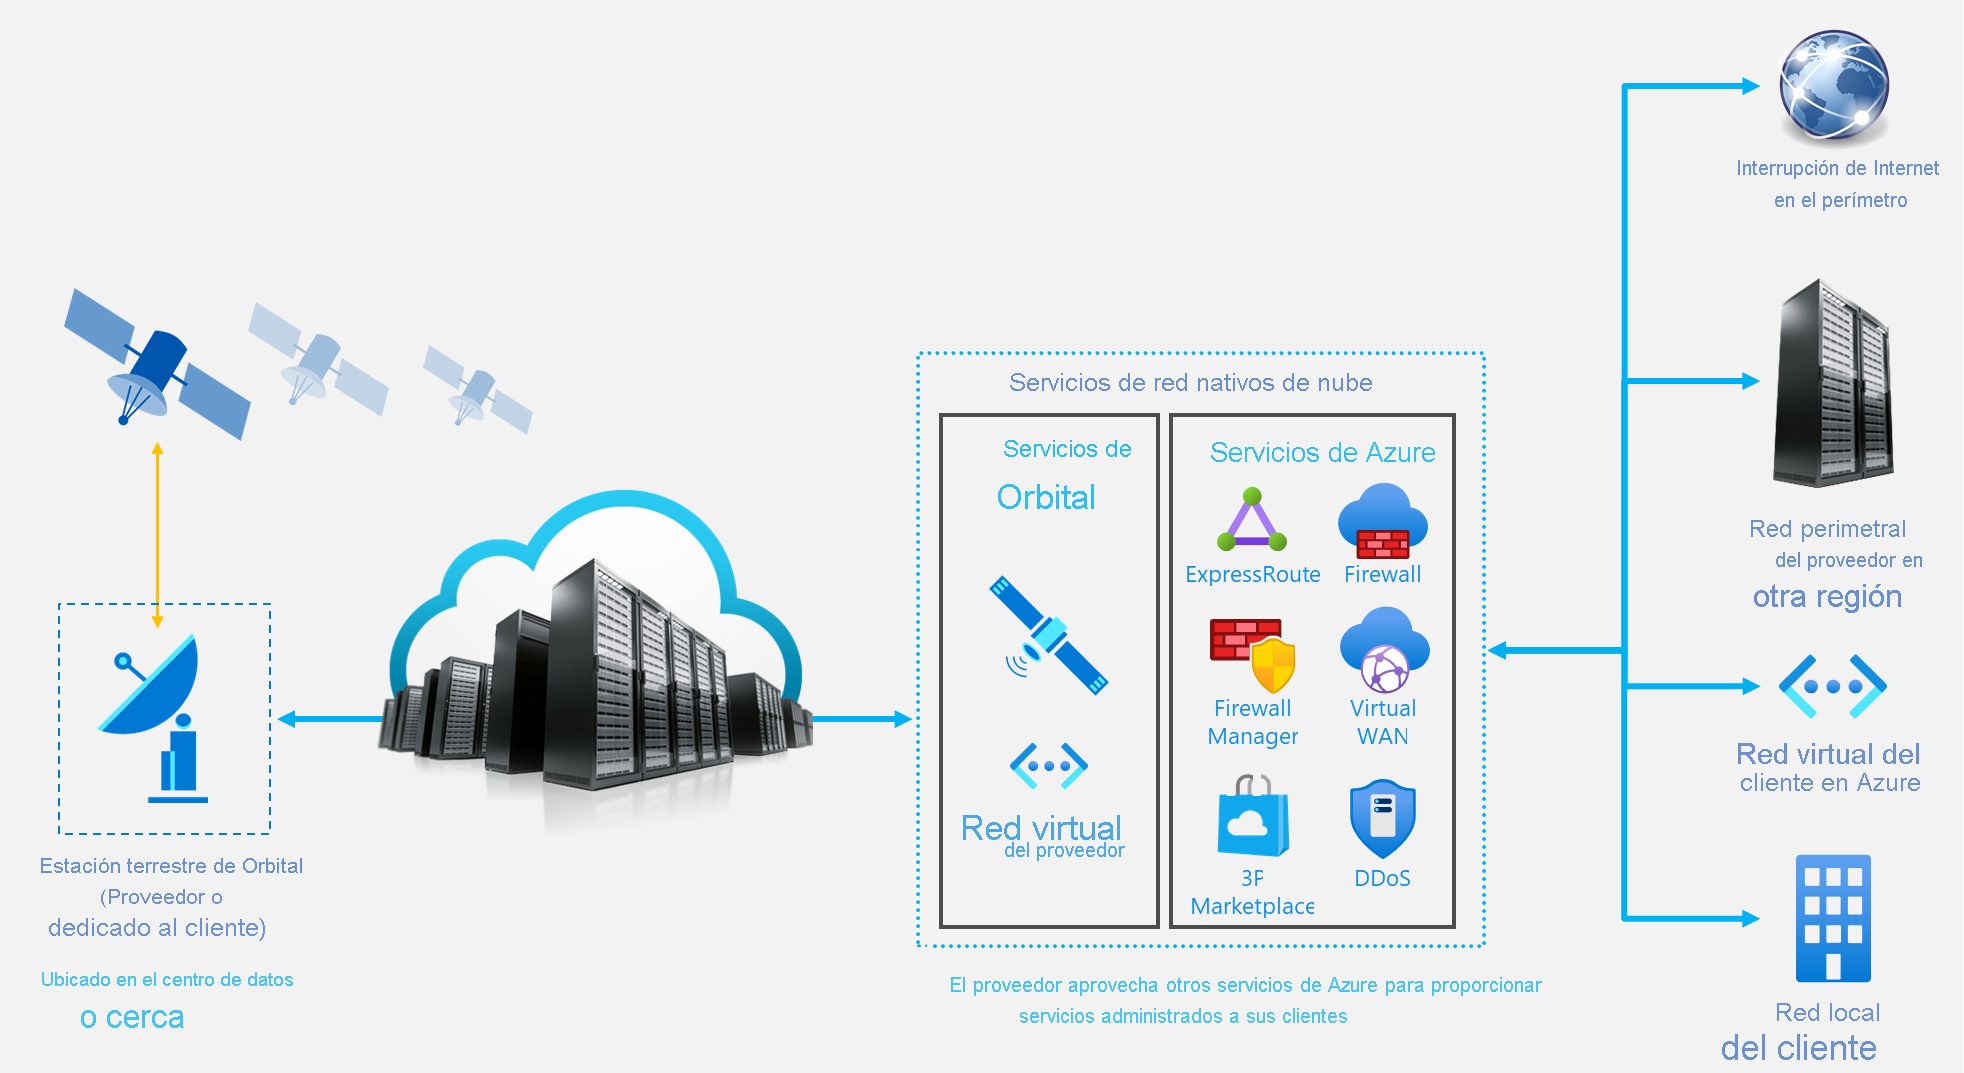 Interrupción de Internet
en el perímetro
Servicios de red nativos de nube
Servicios de
Orbital
Servicios de Azure
ExpressRoute
Firewall
Firewall
Manager
Virtual
WAN
Red virtual
del proveedor
3P
Marketplace
DDoS
Red perimetral
del proveedor en
otra región
Red virtual del
cliente en Azure
Estación terrestre de Orbital
(Proveedor o
dedicado al cliente)
Ubicado en el centro de datos
o cerca
El proveedor aprovecha otros servicios de Azure para proporcionar
servicios administrados a sus clientes
Red local
del cliente